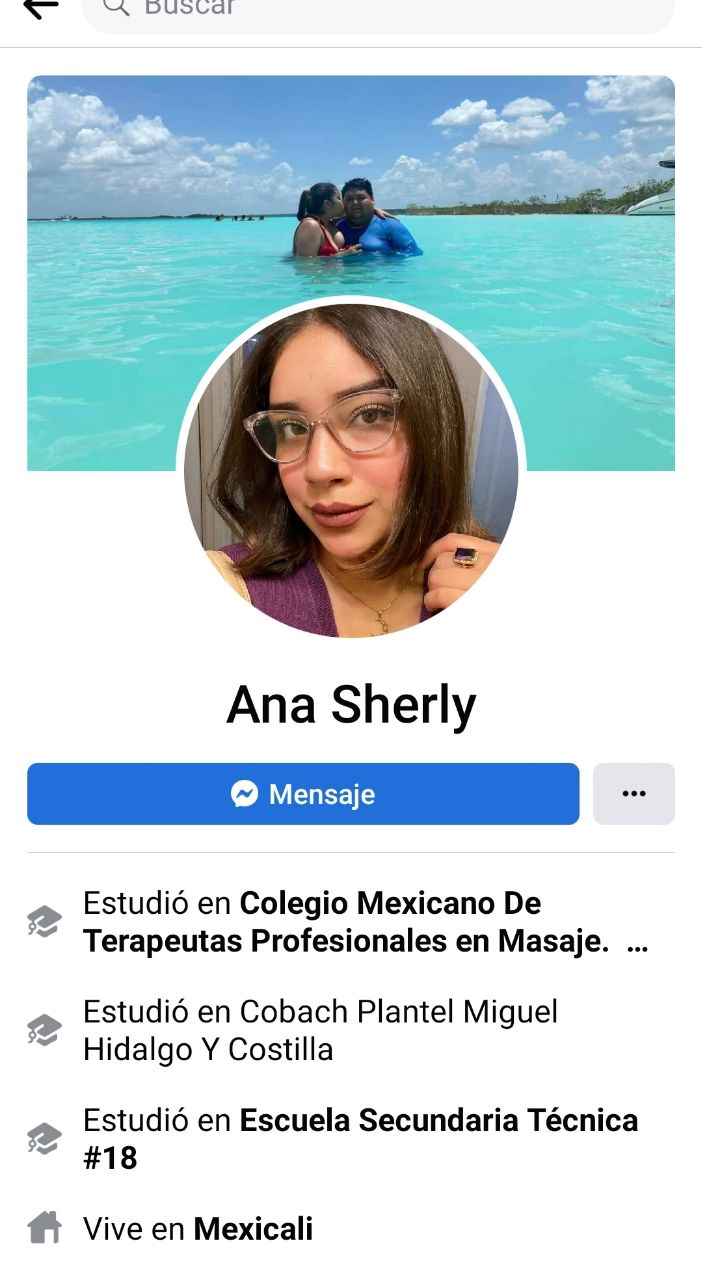 Buscar
Ana Sherly
Mensaje
Estudió en Colegio Mexicano De
Terapeutas Profesionales en Masaje. ...
Estudió en Cobach Plantel Miguel
Hidalgo Y Costilla
Estudió en Escuela Secundaria Técnica
#18
Vive en Mexicali